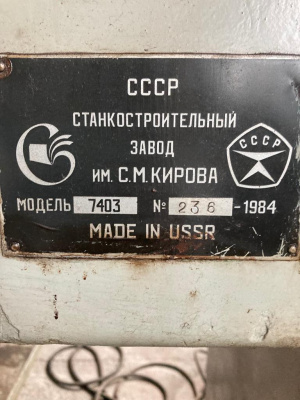 СССР
СТАНКОСТРОИТЕЛЬНЫЙ
ЗАВОД
СССР
ИМ. С.М.КИРОВА
МОДЕЛЬ 7403 № 236 -1984
MADE IN USSR